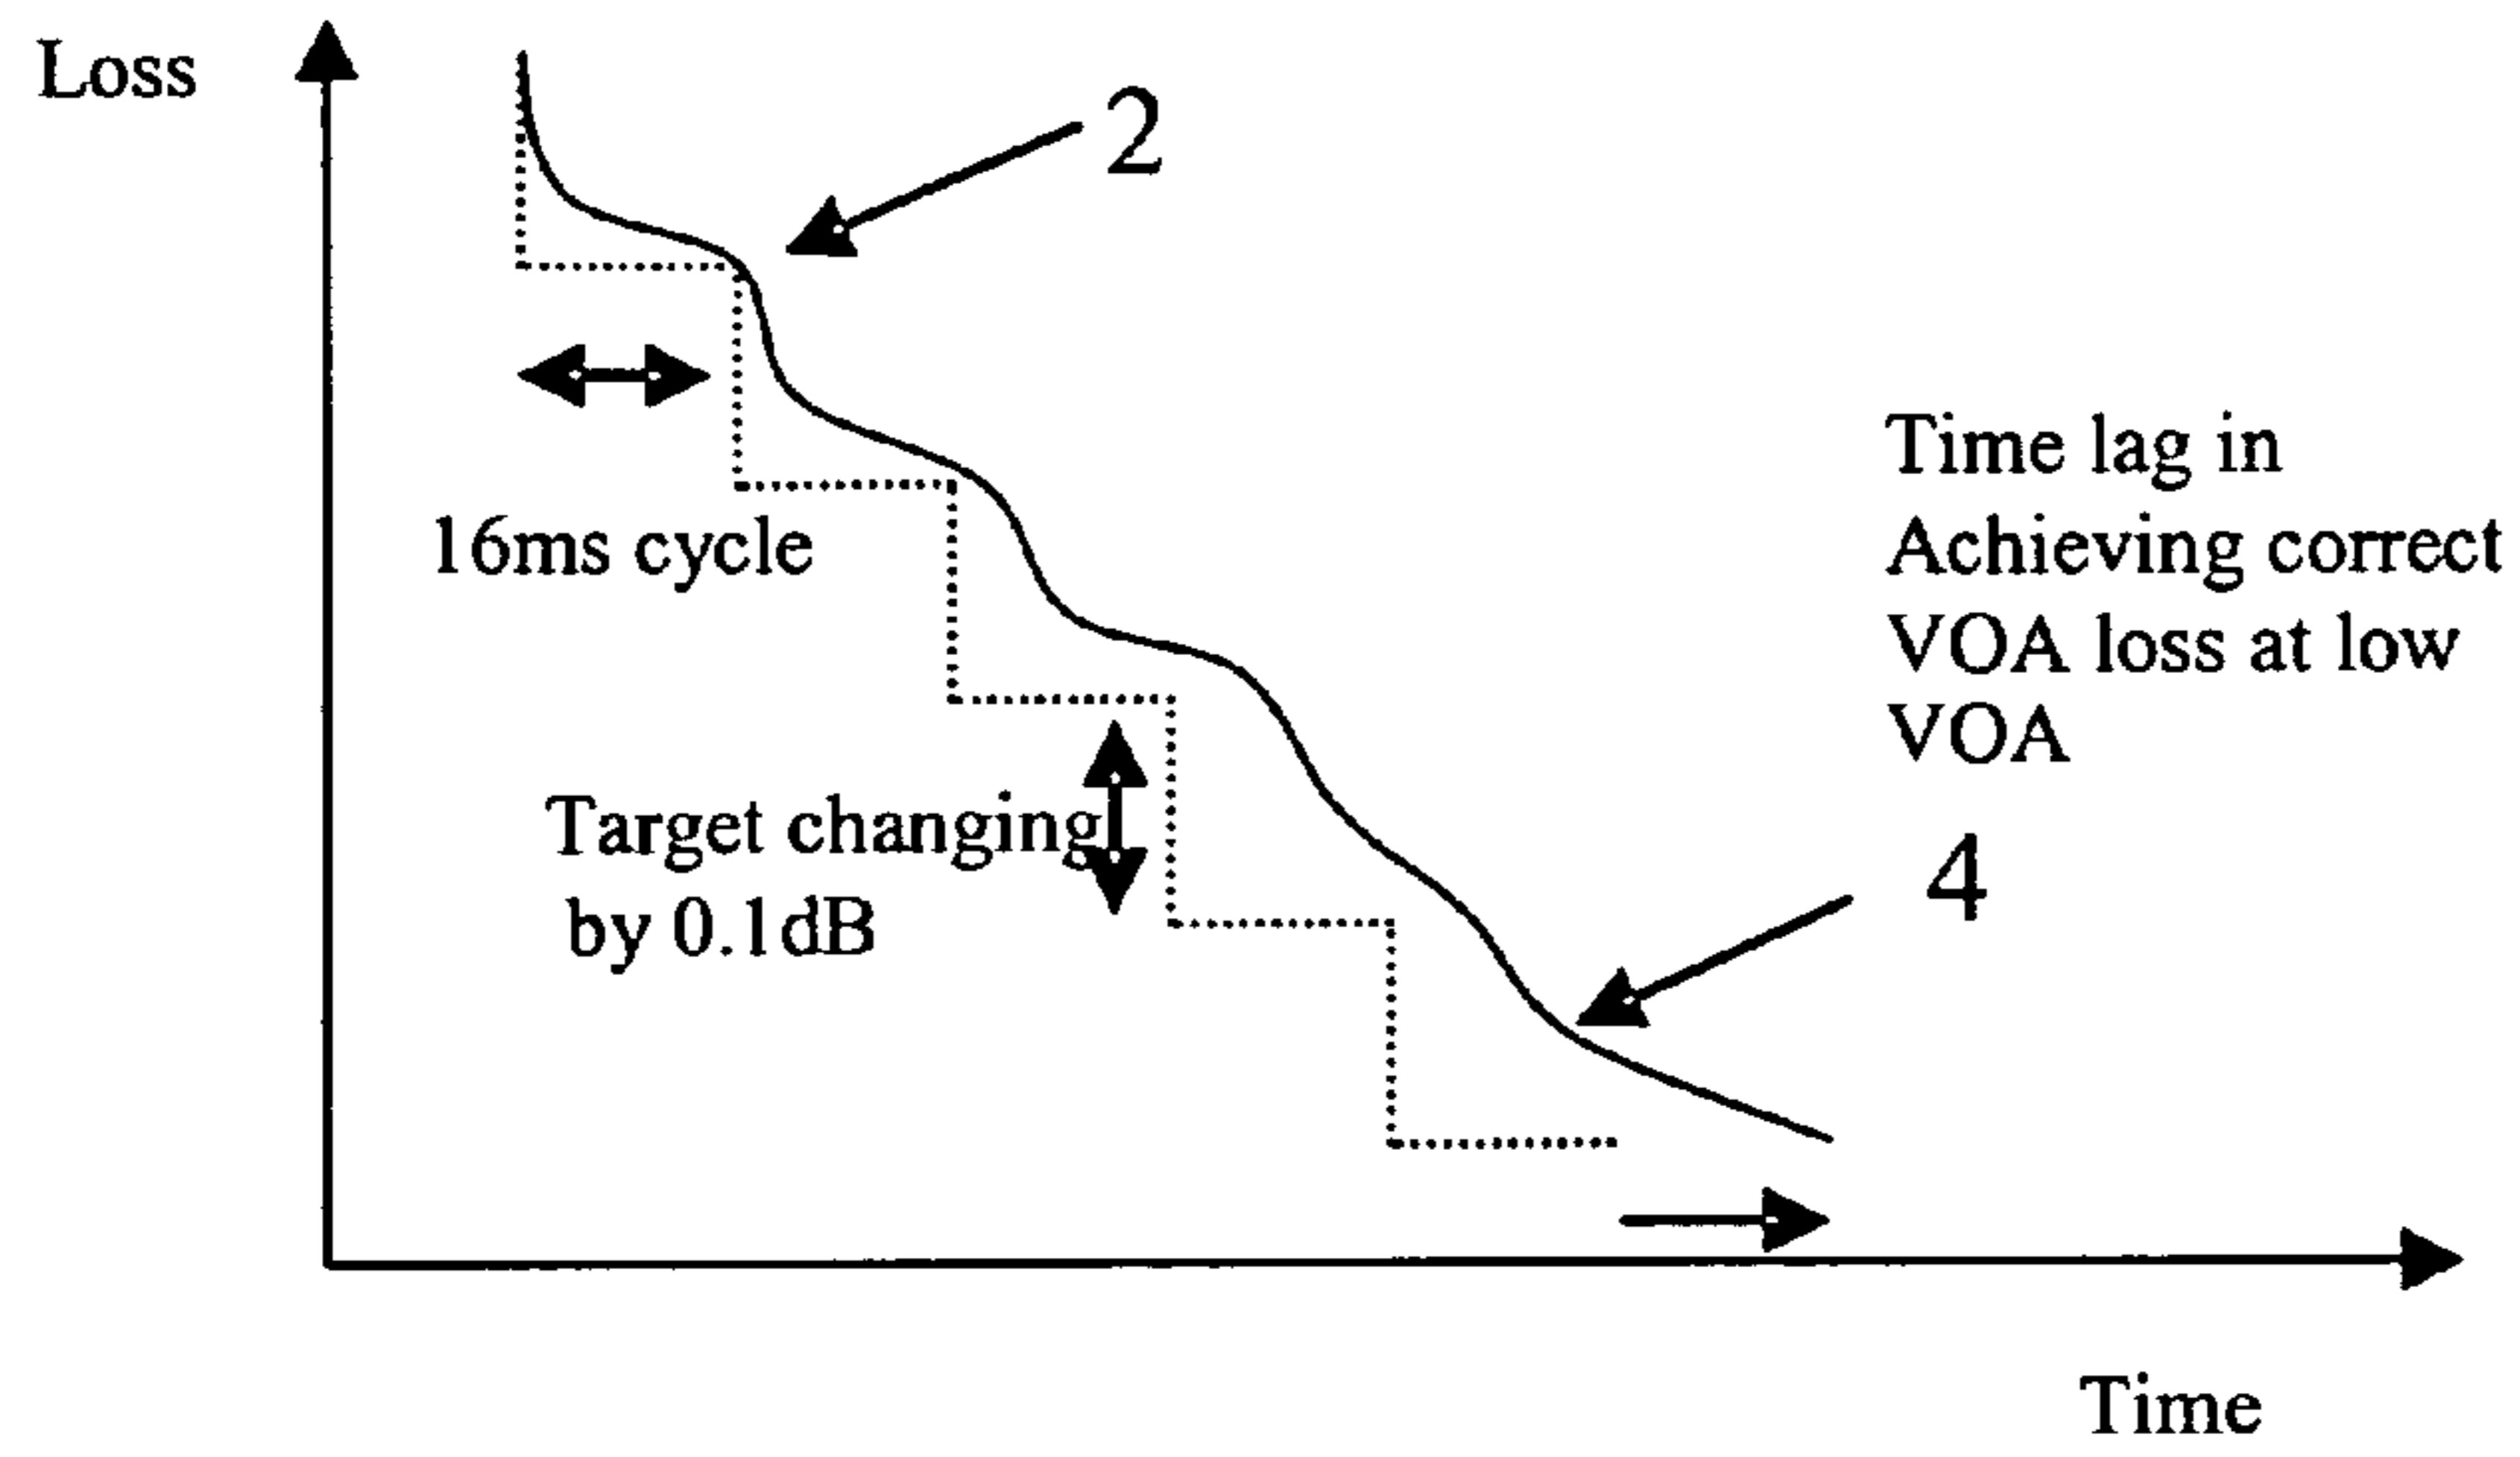 Loss
2
Time lag in
Achieving correct
VOA loss at low
VOA
16ms cycle
Target changing
by 0.1dB
4
Time